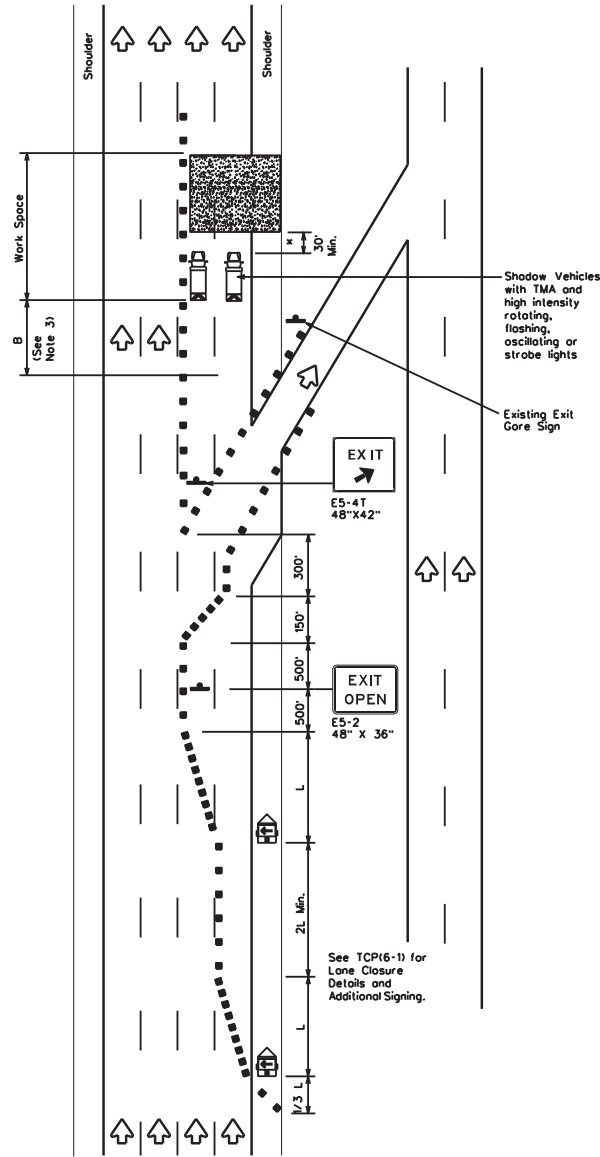 Shoulder
Shoulder
Work Space
x
30'
Min.
Shadow Vehicles
with TMA and
high intensity
rotating,
flashing,
oscillating or
strobe lights
B
(See
Note 3)
Existing Exit
Gore Sign
EXIT
E5-4T
48"X42"
300'
150'
500'
EXIT
OPEN
500'
E5-2
48" X 36"
L
2L Min.
See TCP(6-1) for
Lane Closure
Details and
Additional Signing.
L
1/3 L